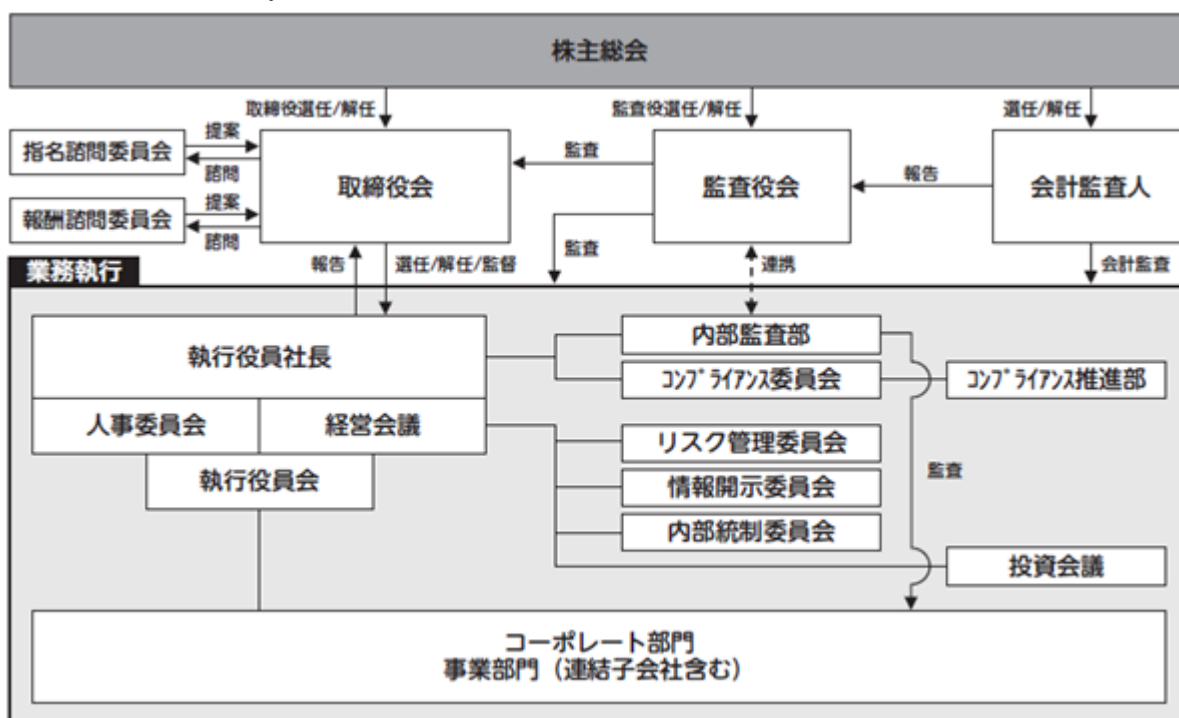 株主総会
取締役選任/解任
監査役選任/解任
選任/解任
指名諮問委員会
提案
諮問
報酬諮問委員会
提案
諮問
取締役会
監査
監査役会
報告
会計監査人
報告
選任/解任/監督
監査
連携
会計監査
業務執行
執行役員社長
人事委員会
経営会議
執行役員会
内部監査部
ｺﾝﾌﾟﾗｲｱﾝｽ委員会
ｺﾝﾌﾟﾗｲｱﾝｽ推進部
リスク管理委員会
情報開示委員会
内部統制委員会
監査
投資会議
コーポレート部門
事業部門（連結子会社含む）